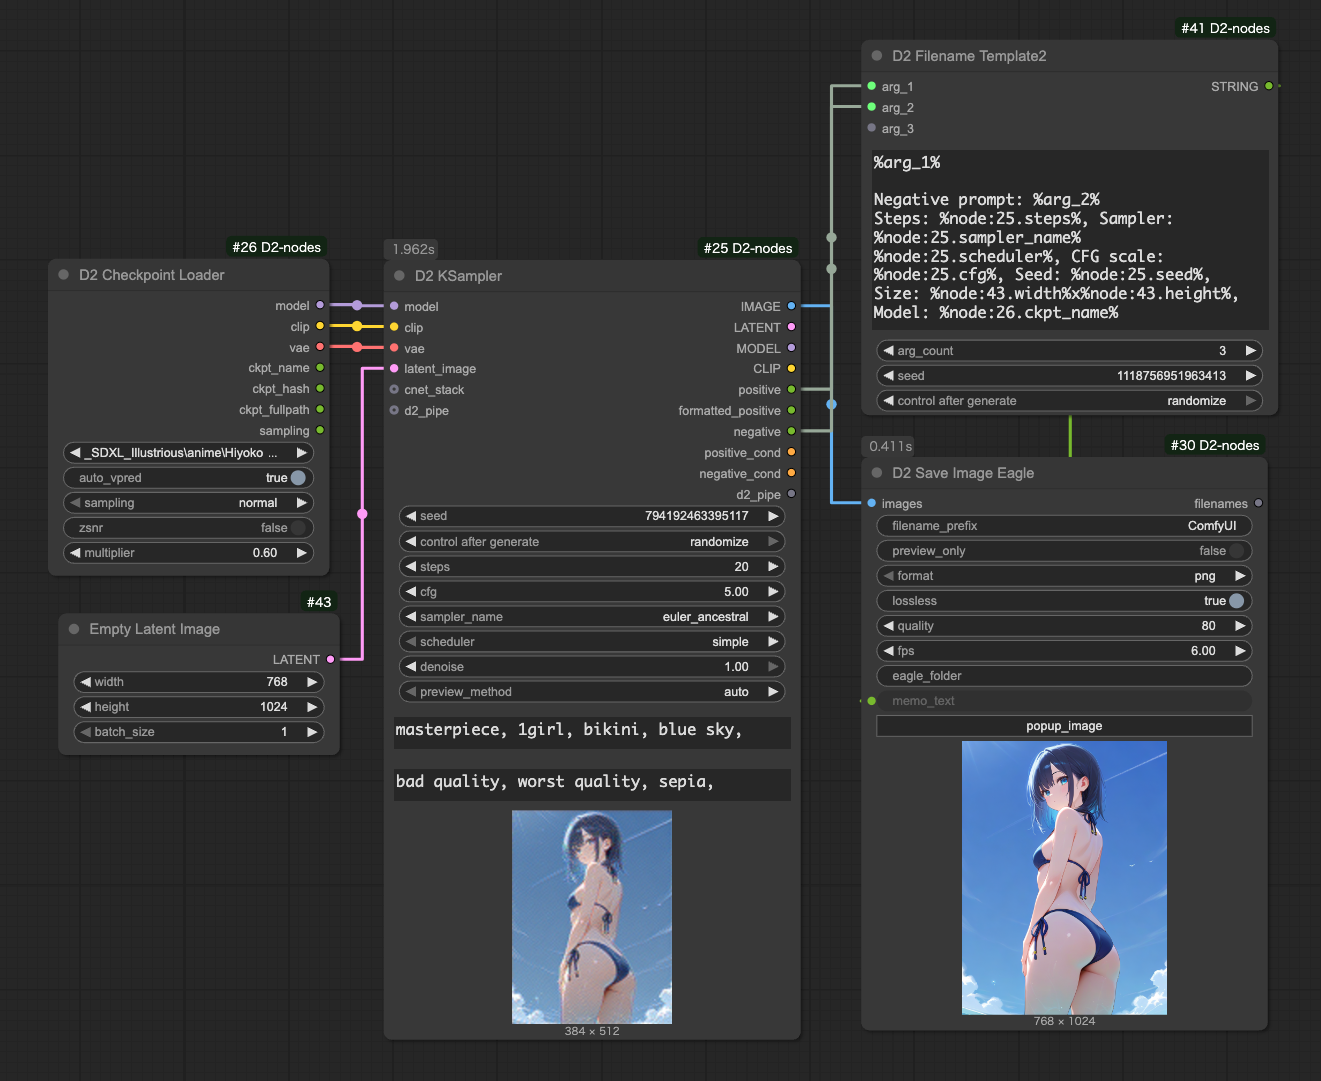 #41 D2-nodes
D2 Filename Template2
arg_1
STRING
arg_2
arg_3
%arg_1%
Negative prompt: %arg_2%
Steps: %node:25.steps%, Sampler:
%node:25.sampler_name%
%node:25.scheduler%, CFG scale:
%node:25.cfg%, Seed: %node:25.seed%,
Size: %node:43.width%x%node:43.height%,
Model: %node:26.ckpt_name%
arg_count 3
seed 1118756951963413
control after generate randomize
#26 D2-nodes
D2 Checkpoint Loader
model
clip
vae
ckpt_name
ckpt_hash
ckpt_fullpath
sampling
_SDXL_Illustrious\anime\Hiyoko ...
auto_vpred true
sampling normal
zsnr false
multiplier 0.60
#43
Empty Latent Image
LATENT
width 768
height 1024
batch_size 1
1.962s
#25 D2-nodes
D2 KSampler
model IMAGE
clip LATENT
vae MODEL
latent_image CLIP
cnet_stack positive
d2_pipe formatted_positive
negative
positive_cond
negative_cond
d2_pipe
seed 794192463395117
control after generate randomize
steps 20
cfg 5.00
sampler_name euler_ancestral
scheduler simple
denoise 1.00
preview_method auto
masterpiece, 1girl, bikini, blue sky,
bad quality, worst quality, sepia,
384 × 512
0.411s
#30 D2-nodes
D2 Save Image Eagle
images filenames
filename_prefix ComfyUI
preview_only false
format png
lossless true
quality 80
fps 6.00
eagle_folder
memo_text
popup_image
768 × 1024